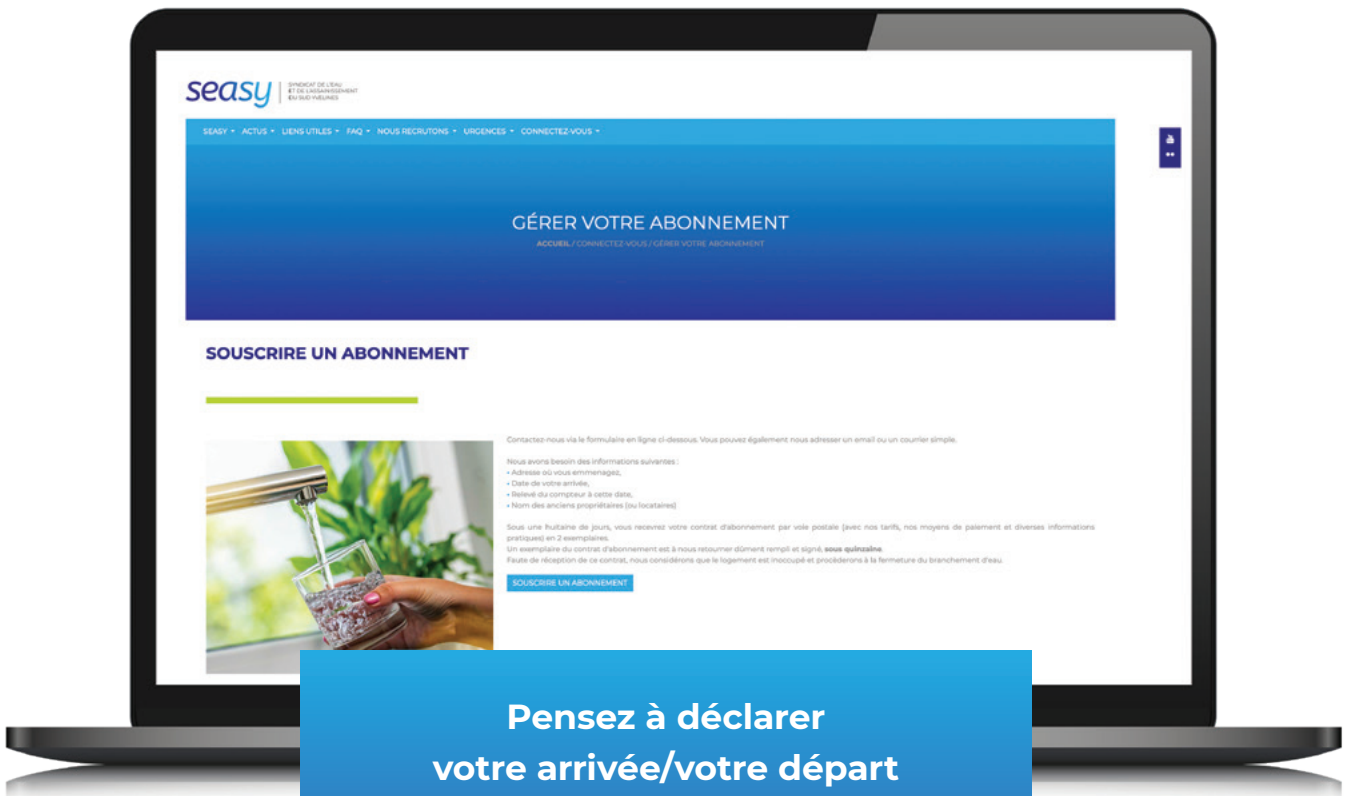 seasy
SYNDICAT DE L'EAU
ET DE L'ASSAINISSEMENT
DU SUD YVELINES
SEASY ACTUS LIENS UTILES FAQ NOUS RECRUTONS URGENCES CONNECTEZ-VOUS
GÉRER VOTRE ABONNEMENT
ACCUEIL / CONNECTEZ-VOUS / GÉRER VOTRE ABONNEMENT
SOUSCRIRE UN ABONNEMENT
Contactez-nous via le formulaire en ligne ci-dessous. Vous pouvez également nous adresser un email ou un courrier simple.
Nous avons besoin des informations suivantes :
• Adresse où vous emmenagez,
• Date de votre arrivée,
• Relevé du compteur à cette date,
• Nom des anciens propriétaires (ou locataires)
Sous une huitaine de jours, vous recevrez votre contrat d'abonnement par voie postale (avec nos tarifs, nos moyens de paiement et diverses informations
pratiques) en 2 exemplaires.
Un exemplaire du contrat d'abonnement est à nous retourner dûment rempli et signé, sous quinzaine.
Faute de réception de ce contrat, nous considérons que le logement est inoccupé et procéderons à la fermeture du branchement d'eau.
SOUSCRIRE UN ABONNEMENT
Pensez à déclarer
votre arrivée/votre départ